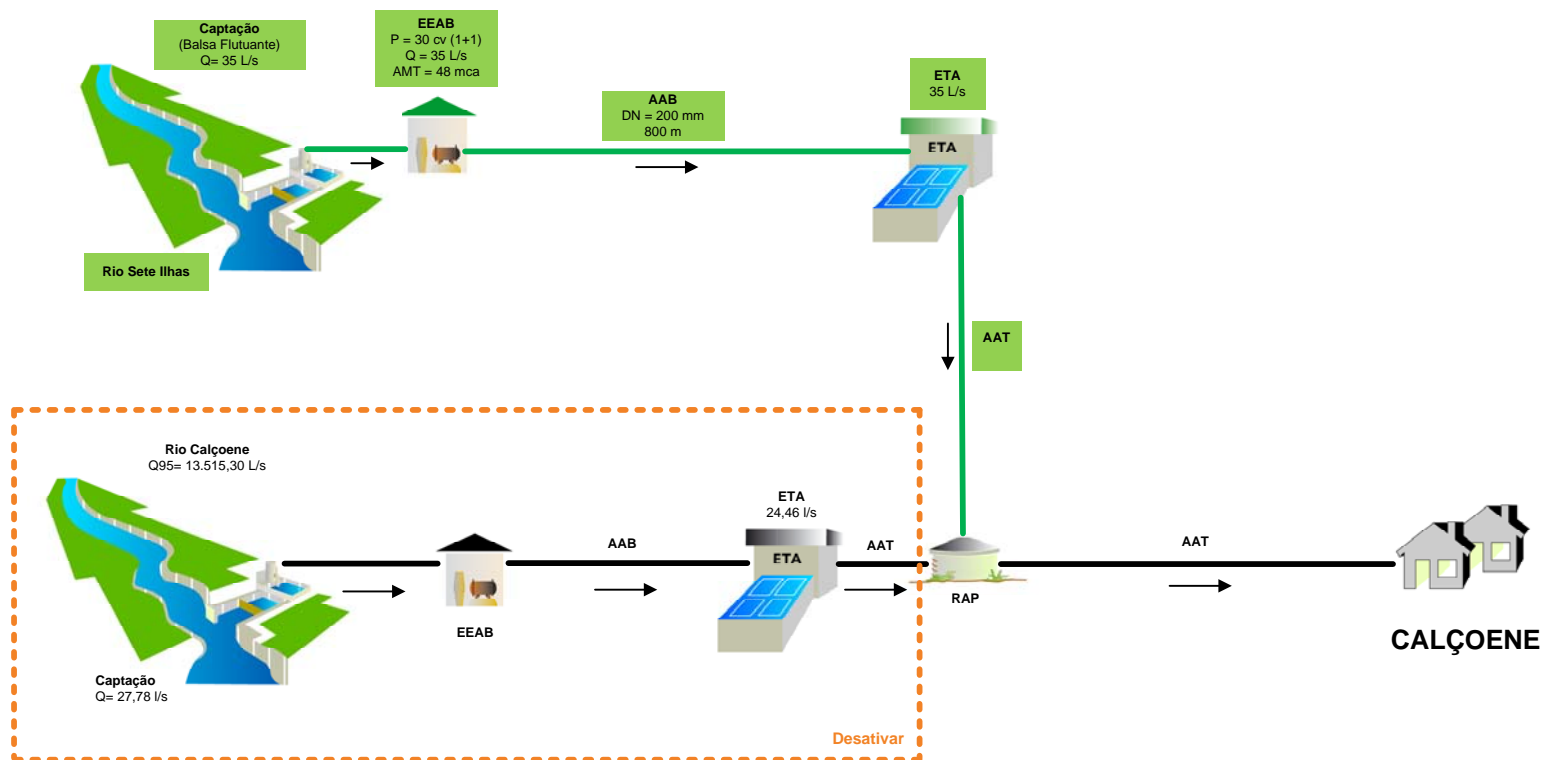 Captação
(Balsa Flutuante)
Q= 35 L/s
EEAB
P = 30 cv (1+1)
Q = 35 L/s
AMT = 48 mca
AAB
DN = 200 mm
800 m
ETA
35 L/s
ETA
Rio Sete Ilhas
AAT
Rio Calçoene
Q95= 13.515,30 L/s
ETA
24,46 l/s
AAB
ETA
AAT
AAT
EEAB
RAP
CALÇOENE
Captação
Q= 27,78 l/s
Desativar